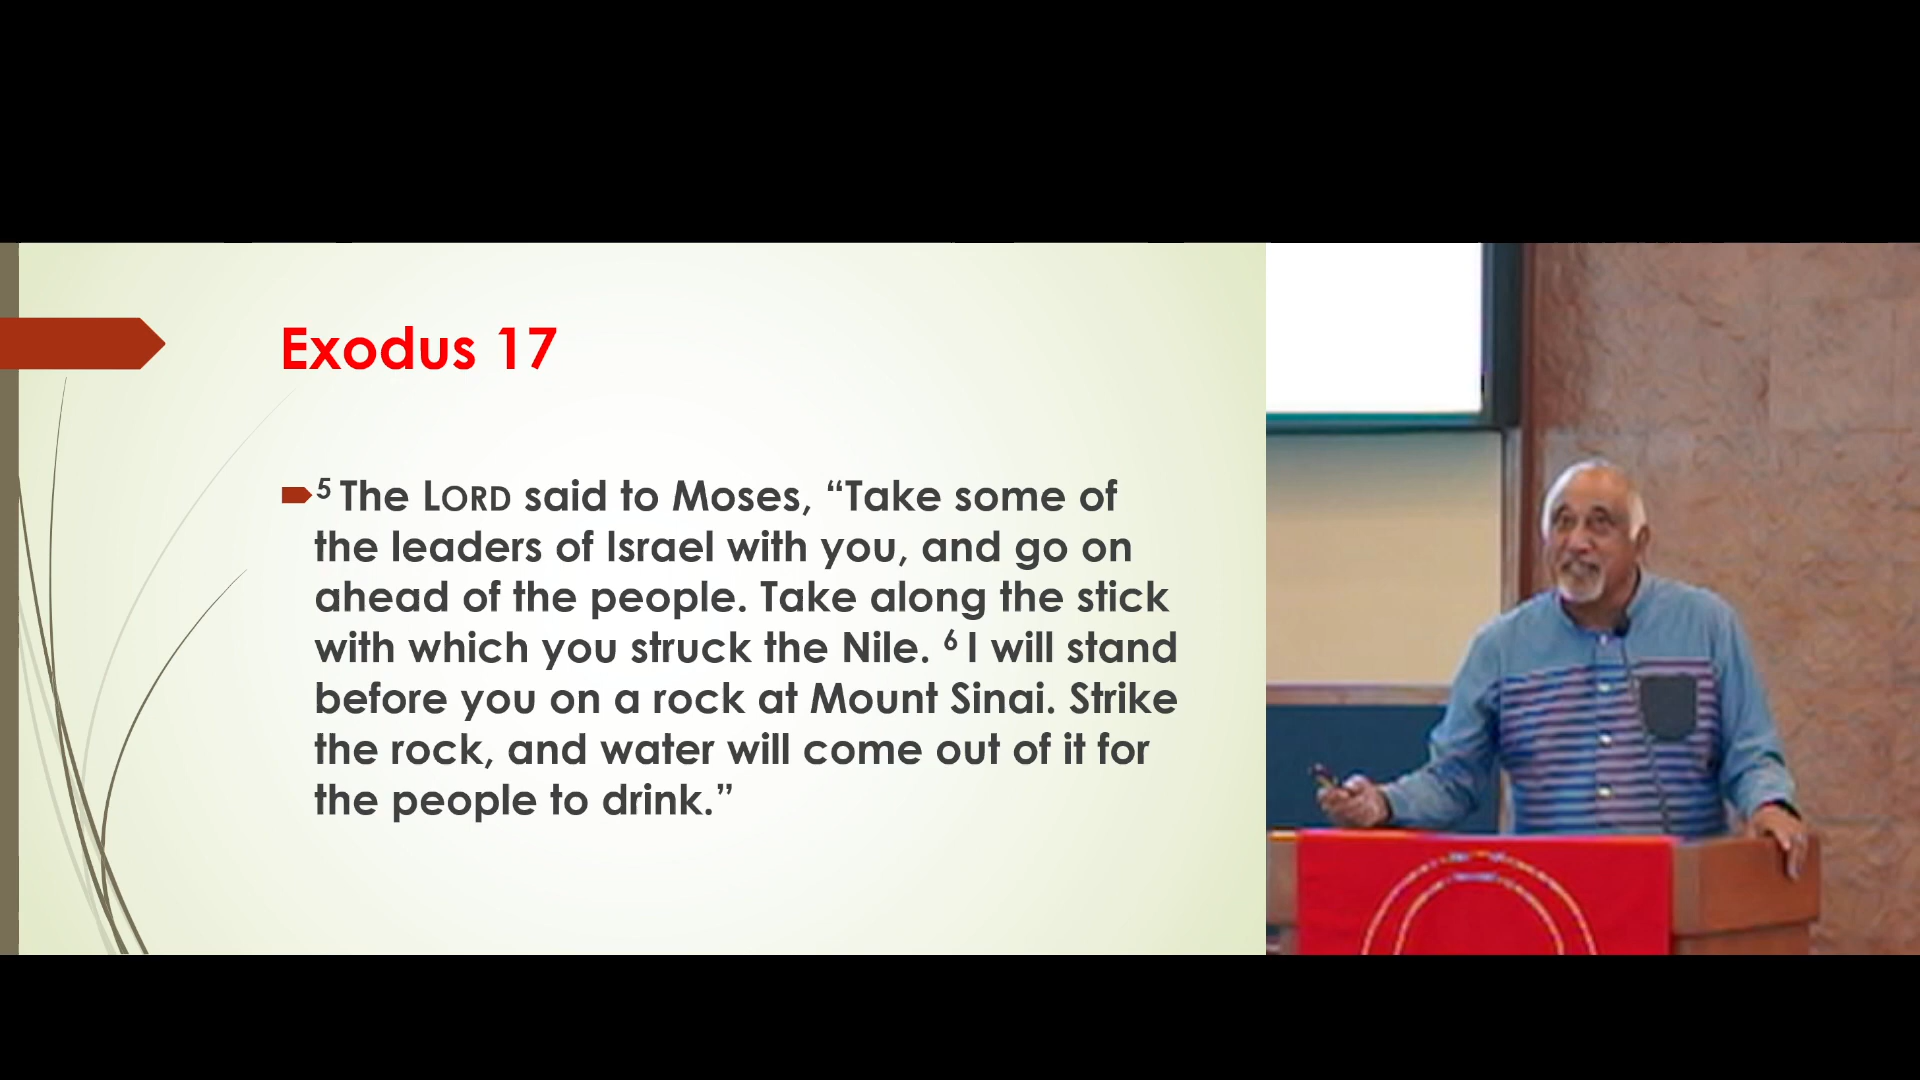 Exodus 17
5 The LORD said to Moses, “Take some of
the leaders of Israel with you, and go on
ahead of the people. Take along the stick
with which you struck the Nile. 6 I will stand
before you on a rock at Mount Sinai. Strike
the rock, and water will come out of it for
the people to drink.”